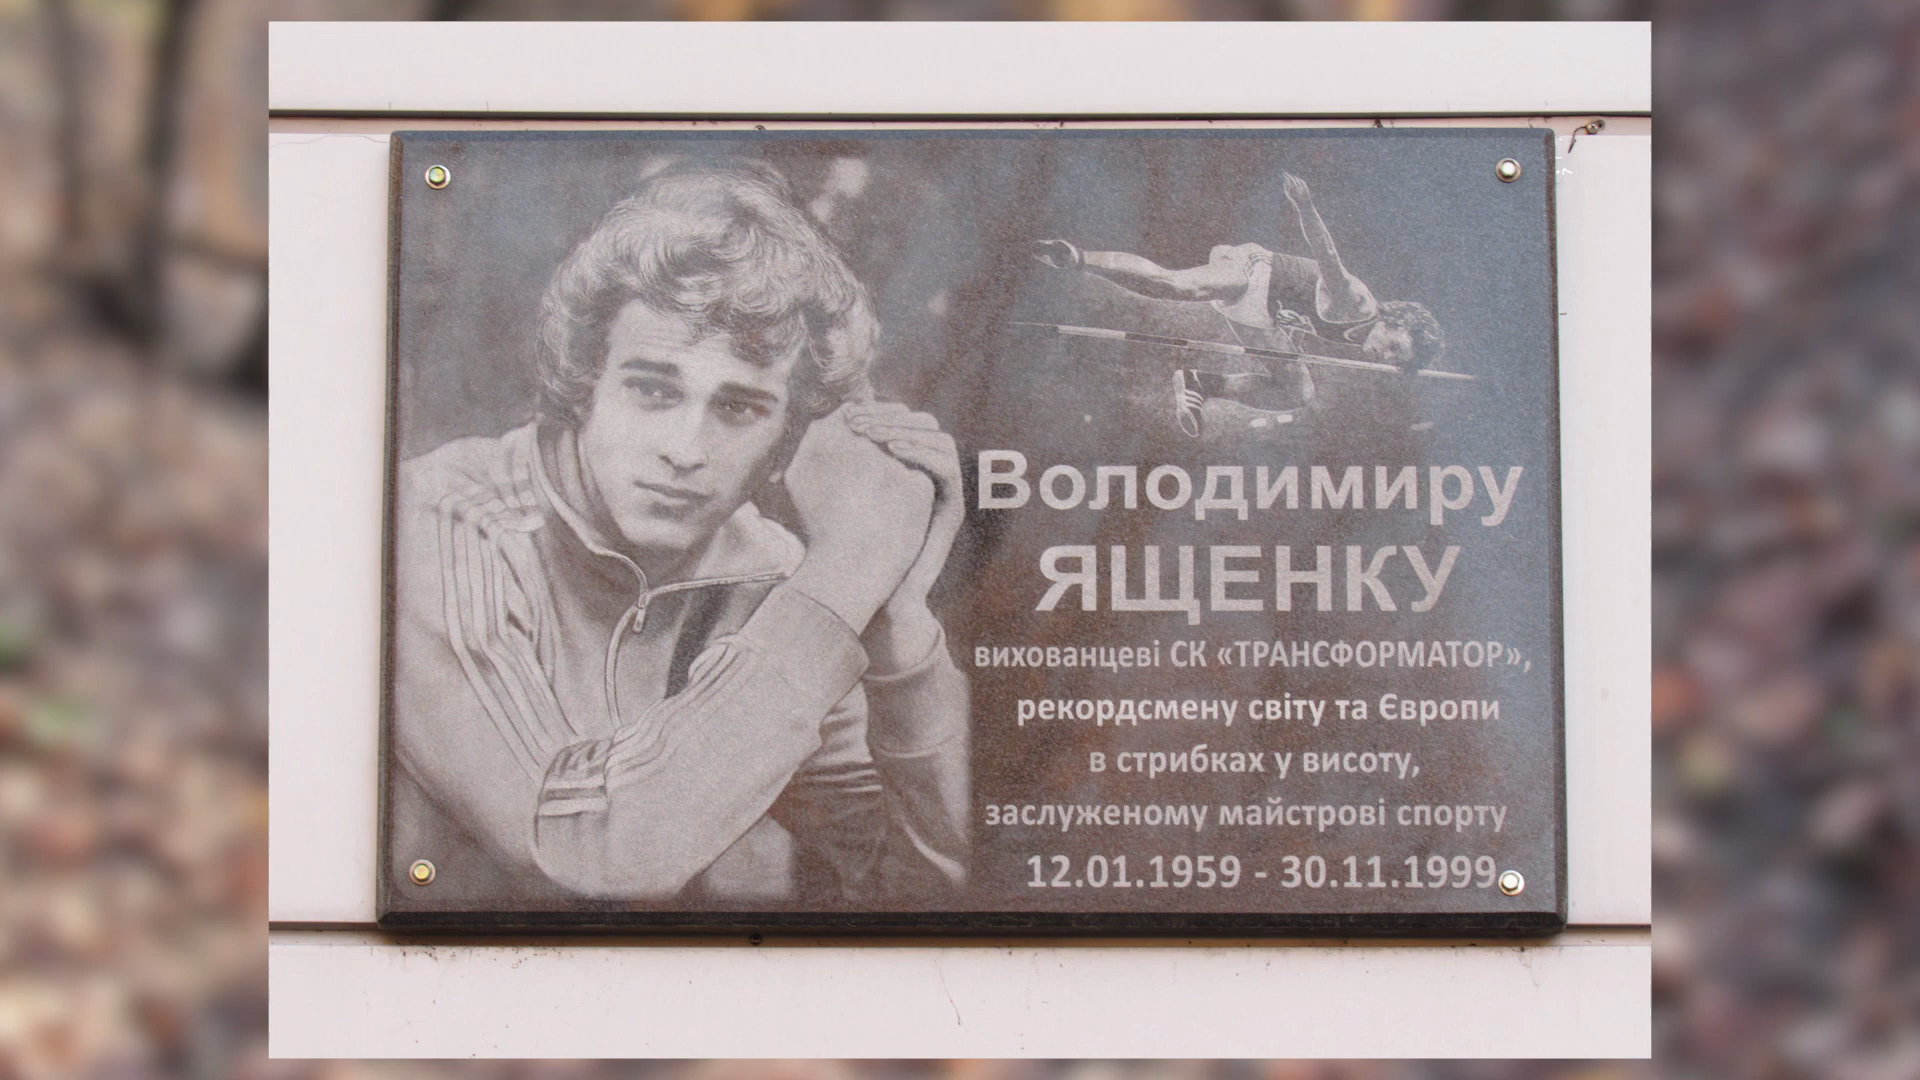 Володимиру
ЯЩЕНКУ
вихованцеві СК «ТРАНСФОРМАТОР»,
рекордсмену світу та Європи
в стрибках у висоту,
заслуженому майстрові спорту
12.01.1959 - 30.11.1999